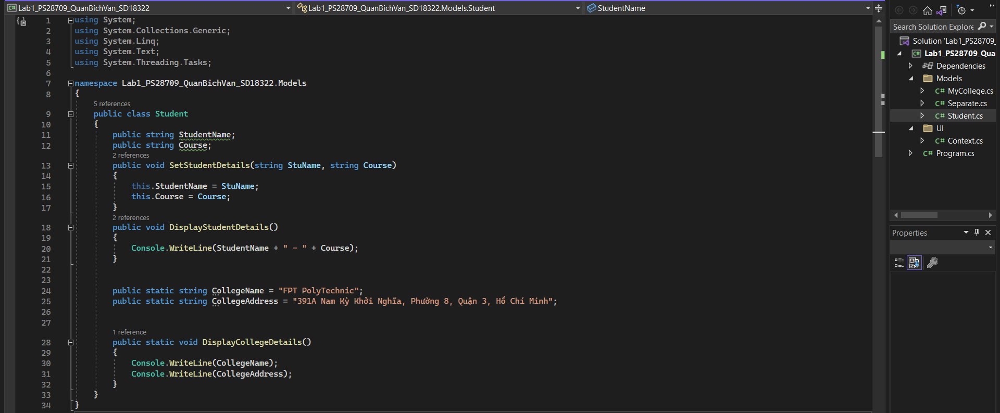 Lab1_PS28709_QuanBichVan_SD18322
Lab1_PS28709_QuanBichVan_SD18322.Models.Student
StudentName
1 using System;
2 using System.Collections.Generic;
3 using System.Linq;
4 using System.Text;
5 using System.Threading.Tasks;
6
7 namespace Lab1_PS28709_QuanBichVan_SD18322.Models
8 {
5 references
9 public class Student
10 {
11 public string StudentName;
12 public string Course;
2 references
13 public void SetStudentDetails(string StuName, string Course)
14 {
15 this.StudentName = StuName;
16 this.Course = Course;
17 }
2 references
18 public void DisplayStudentDetails()
19 {
20 Console.WriteLine(StudentName + " - " + Course);
21 }
22
23
24 public static string CollegeName = "FPT PolyTechnic";
25 public static string CollegeAddress = "391A Nam Kỳ Khởi Nghĩa, Phường 8, Quận 3, Hồ Chí Minh";
26
27
1 reference
28 public static void DisplayCollegeDetails()
29 {
30 Console.WriteLine(CollegeName);
31 Console.WriteLine(CollegeAddress);
32 }
33 }
34 }
Search Solution Explore
Solution 'Lab1_PS28709_
C# Lab1_PS28709_Qua
Dependencies
Models
C# MyCollege.cs
C# Separate.cs
C# Student.cs
UI
C# Context.cs
C# Program.cs
Properties